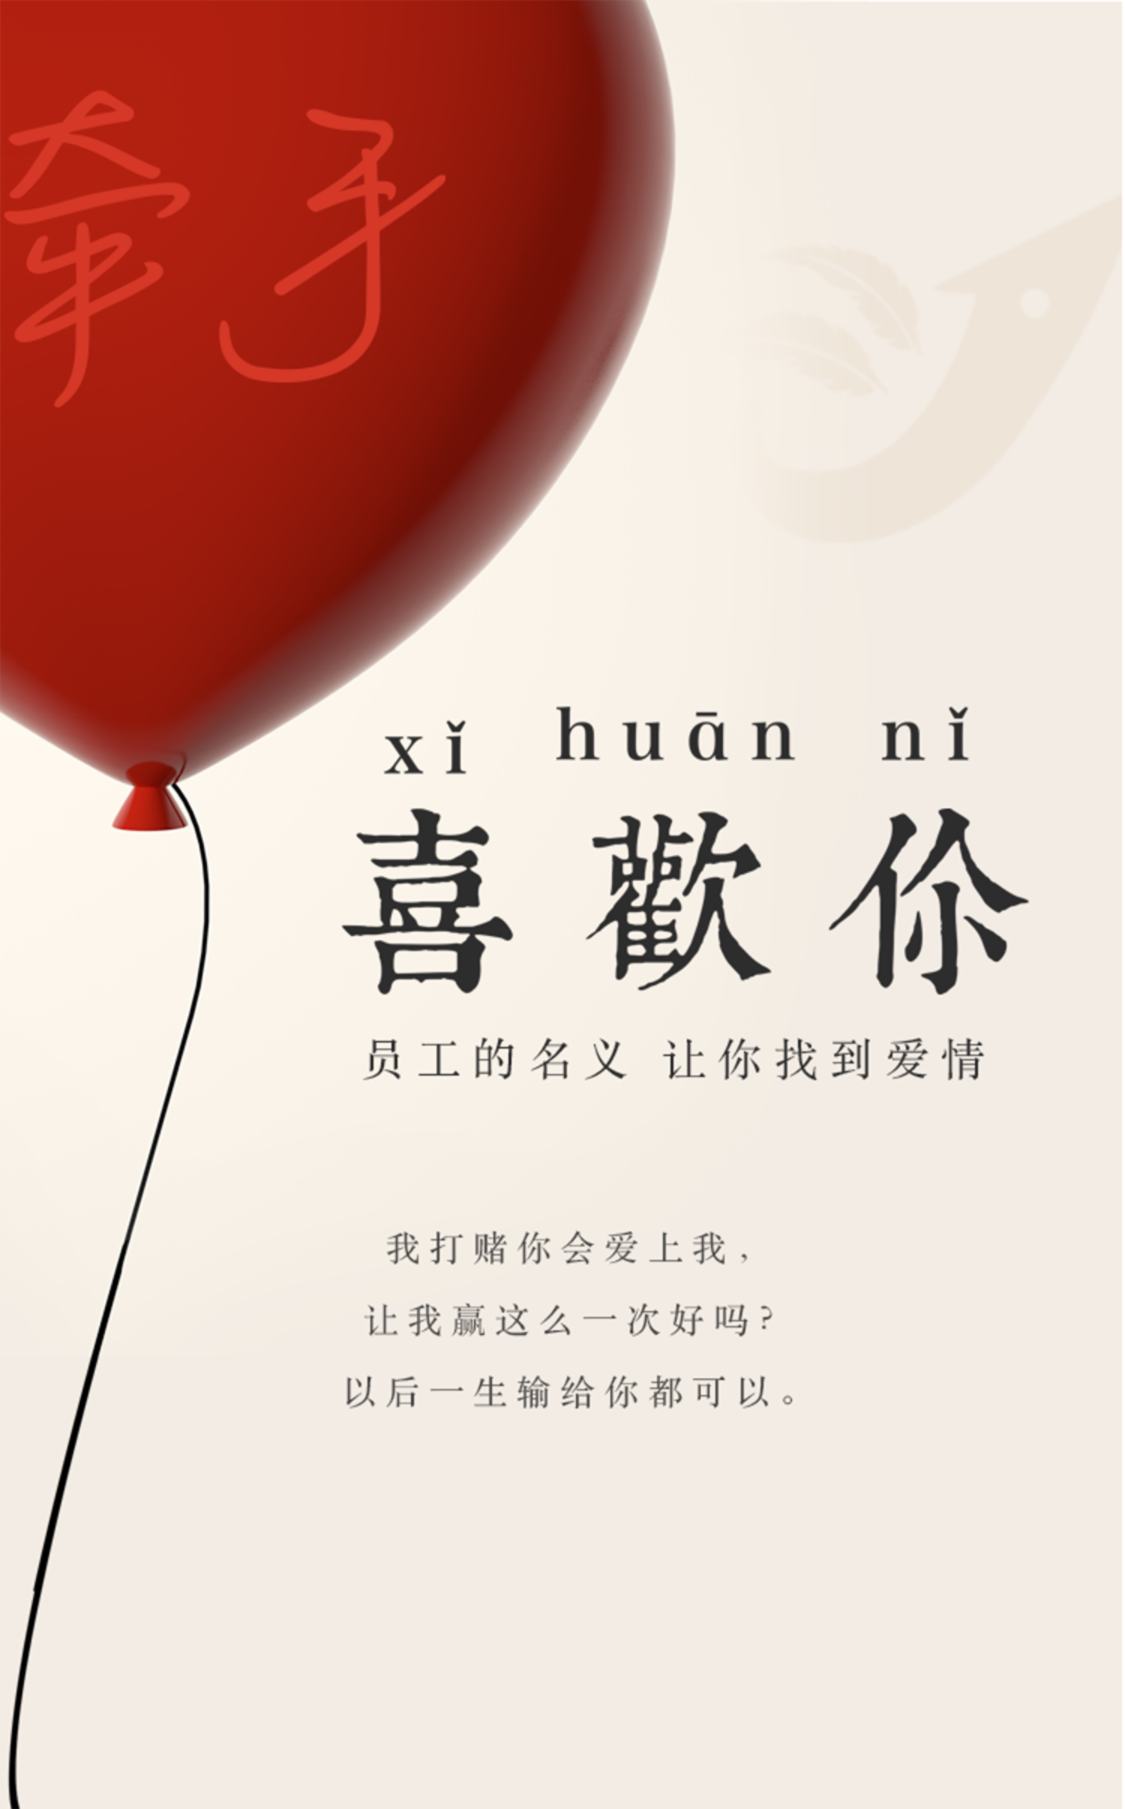 牵手
xǐ huān nǐ
喜歡伱
员工的名义 让你找到爱情
我打赌你会爱上我，
让我赢这么一次好吗？
以后一生输给你都可以。